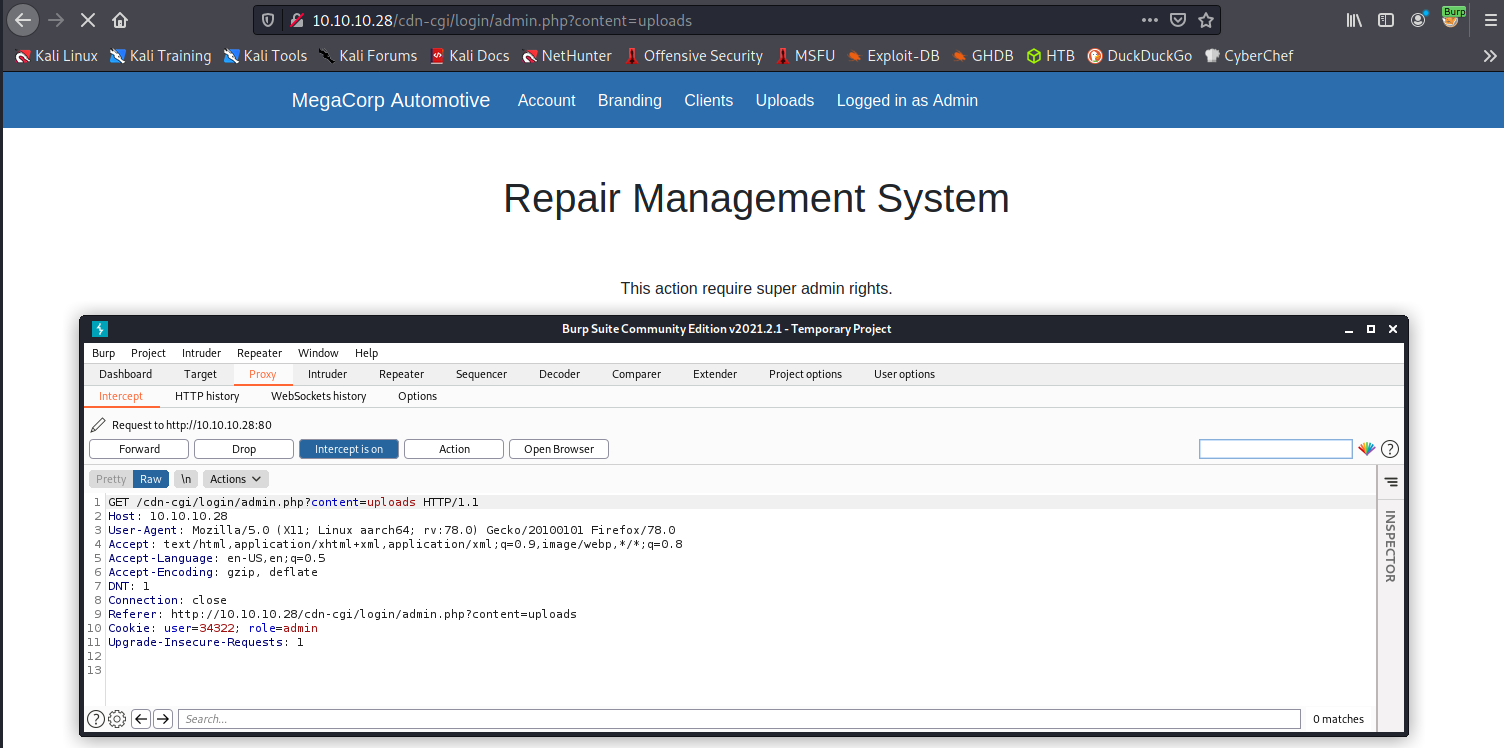 10.10.10.28/cdn-cgi/login/admin.php?content=uploads
Burp
Kali Linux Kali Training Kali Tools Kali Forums Kali Docs NetHunter Offensive Security MSFU Exploit-DB GHDB HTB DuckDuckGo CyberChef
MegaCorp Automotive Account Branding Clients Uploads Logged in as Admin
Repair Management System
This action require super admin rights.
Burp Suite Community Edition v2021.2.1 - Temporary Project
Burp Project Intruder Repeater Window Help
Dashboard Target Proxy Intruder Repeater Sequencer Decoder Comparer Extender Project options User options
Intercept HTTP history WebSockets history Options
Request to http://10.10.10.28:80
Forward Drop Intercept is on Action Open Browser
Pretty Raw \n Actions
1 GET /cdn-cgi/login/admin.php?content=uploads HTTP/1.1
2 Host: 10.10.10.28
3 User-Agent: Mozilla/5.0 (X11; Linux aarch64; rv:78.0) Gecko/20100101 Firefox/78.0
4 Accept: text/html,application/xhtml+xml,application/xml;q=0.9,image/webp,*/*;q=0.8
5 Accept-Language: en-US,en;q=0.5
6 Accept-Encoding: gzip, deflate
7 DNT: 1
8 Connection: close
9 Referer: http://10.10.10.28/cdn-cgi/login/admin.php?content=uploads
10 Cookie: user=34322; role=admin
11 Upgrade-Insecure-Requests: 1
12
13
INSPECTOR
Search...
0 matches